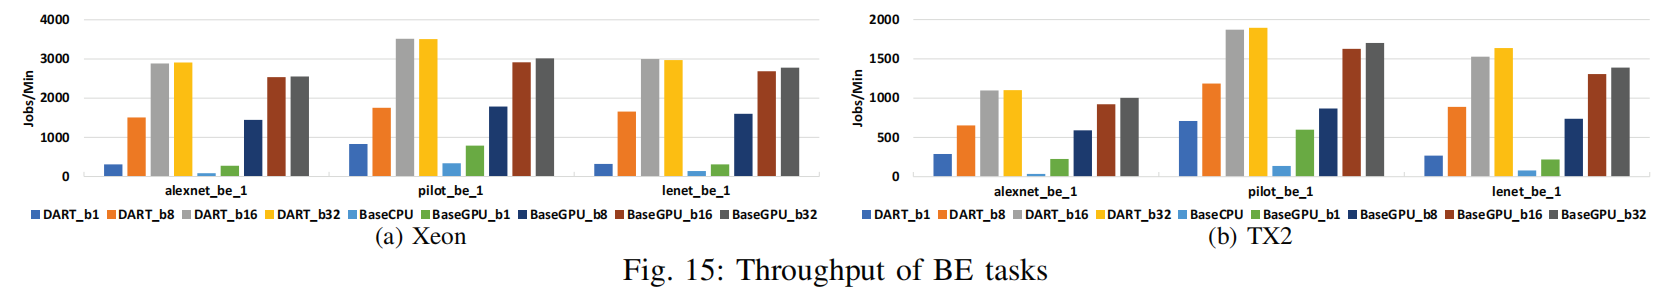 4000
3000
2000
1000
0
Jobs/Min
alexnet_be_1 pilot_be_1 lenet_be_1
DART_b1 DART_b8 DART_b16 DART_b32 BaseCPU BaseGPU_b1 BaseGPU_b8 BaseGPU_b16 BaseGPU_b32
(a) Xeon
2000
1500
1000
500
0
Jobs/Min
alexnet_be_1 pilot_be_1 lenet_be_1
DART_b1 DART_b8 DART_b16 DART_b32 BaseCPU BaseGPU_b1 BaseGPU_b8 BaseGPU_b16 BaseGPU_b32
(b) TX2
Fig. 15: Throughput of BE tasks